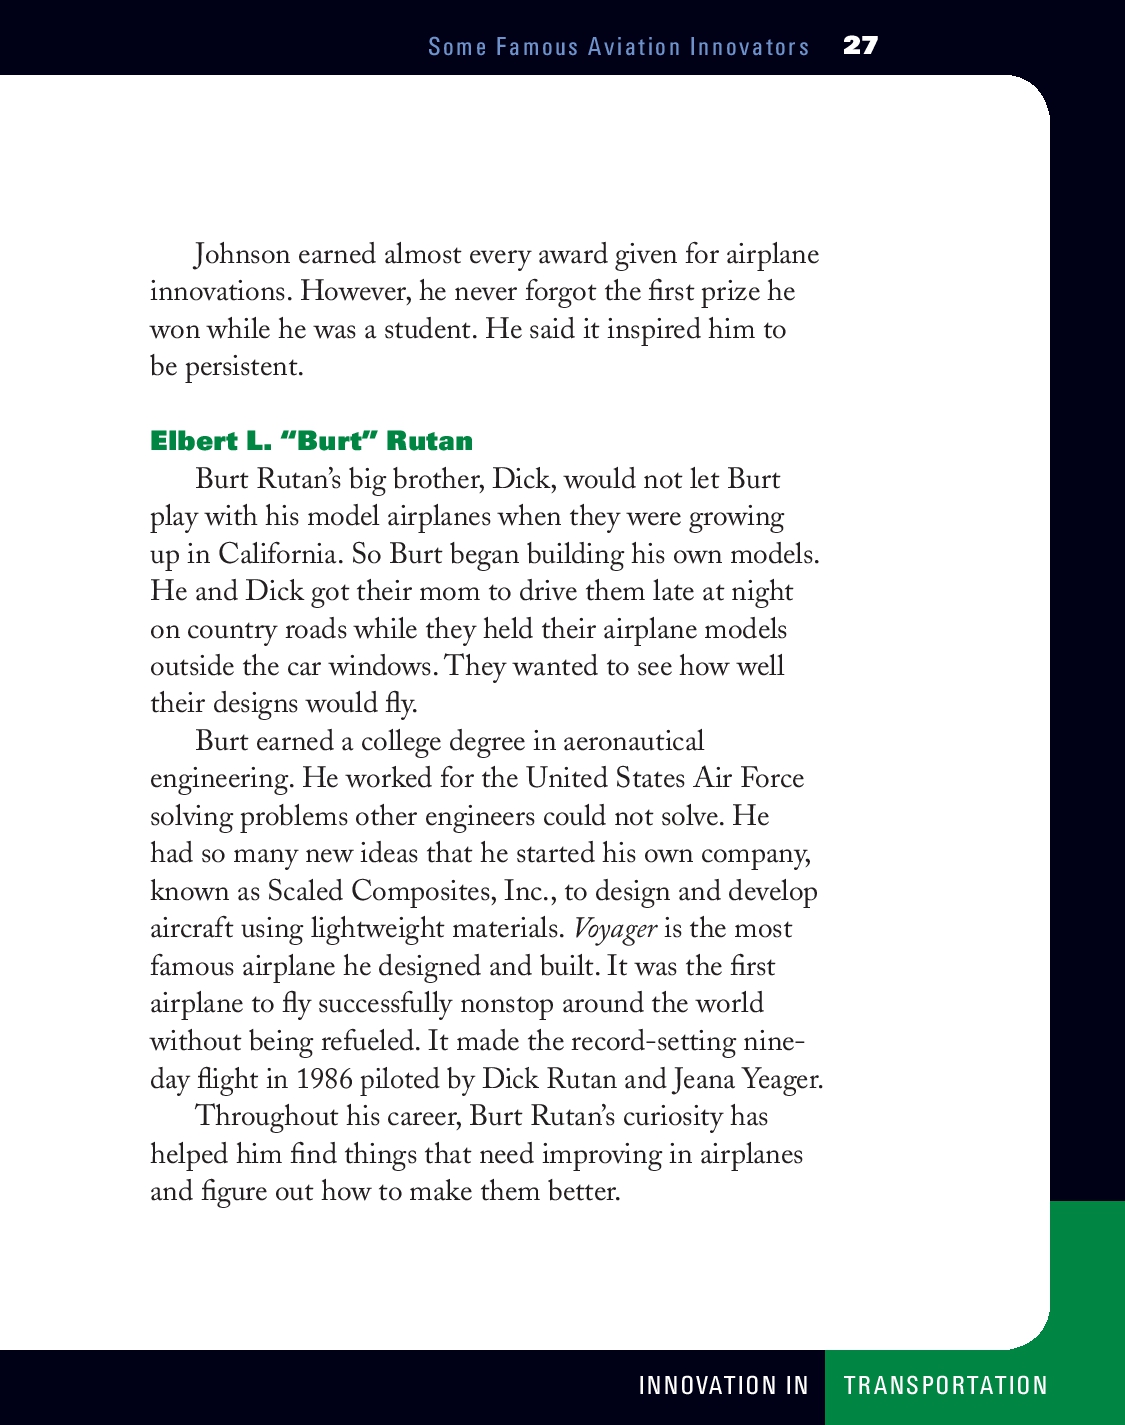 Some Famous Aviation Innovators 27
Johnson earned almost every award given for airplane
innovations. However, he never forgot the first prize he
won while he was a student. He said it inspired him to
be persistent.
Elbert L. “Burt” Rutan
Burt Rutan’s big brother, Dick, would not let Burt
play with his model airplanes when they were growing
up in California. So Burt began building his own models.
He and Dick got their mom to drive them late at night
on country roads while they held their airplane models
outside the car windows. They wanted to see how well
their designs would fly.
Burt earned a college degree in aeronautical
engineering. He worked for the United States Air Force
solving problems other engineers could not solve. He
had so many new ideas that he started his own company,
known as Scaled Composites, Inc., to design and develop
aircraft using lightweight materials. Voyager is the most
famous airplane he designed and built. It was the first
airplane to fly successfully nonstop around the world
without being refueled. It made the record-setting nine-
day flight in 1986 piloted by Dick Rutan and Jeana Yeager.
Throughout his career, Burt Rutan’s curiosity has
helped him find things that need improving in airplanes
and figure out how to make them better.
INNOVATION IN TRANSPORTATION